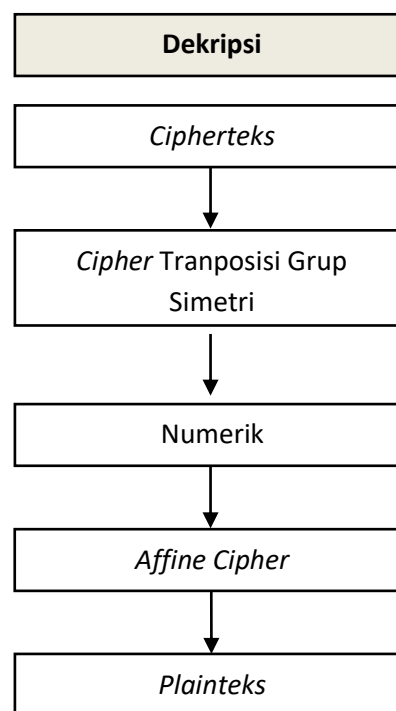 Dekripsi
Cipherteks
Cipher Tranposisi Grup
Simetri
Numerik
Affine Cipher
Plainteks